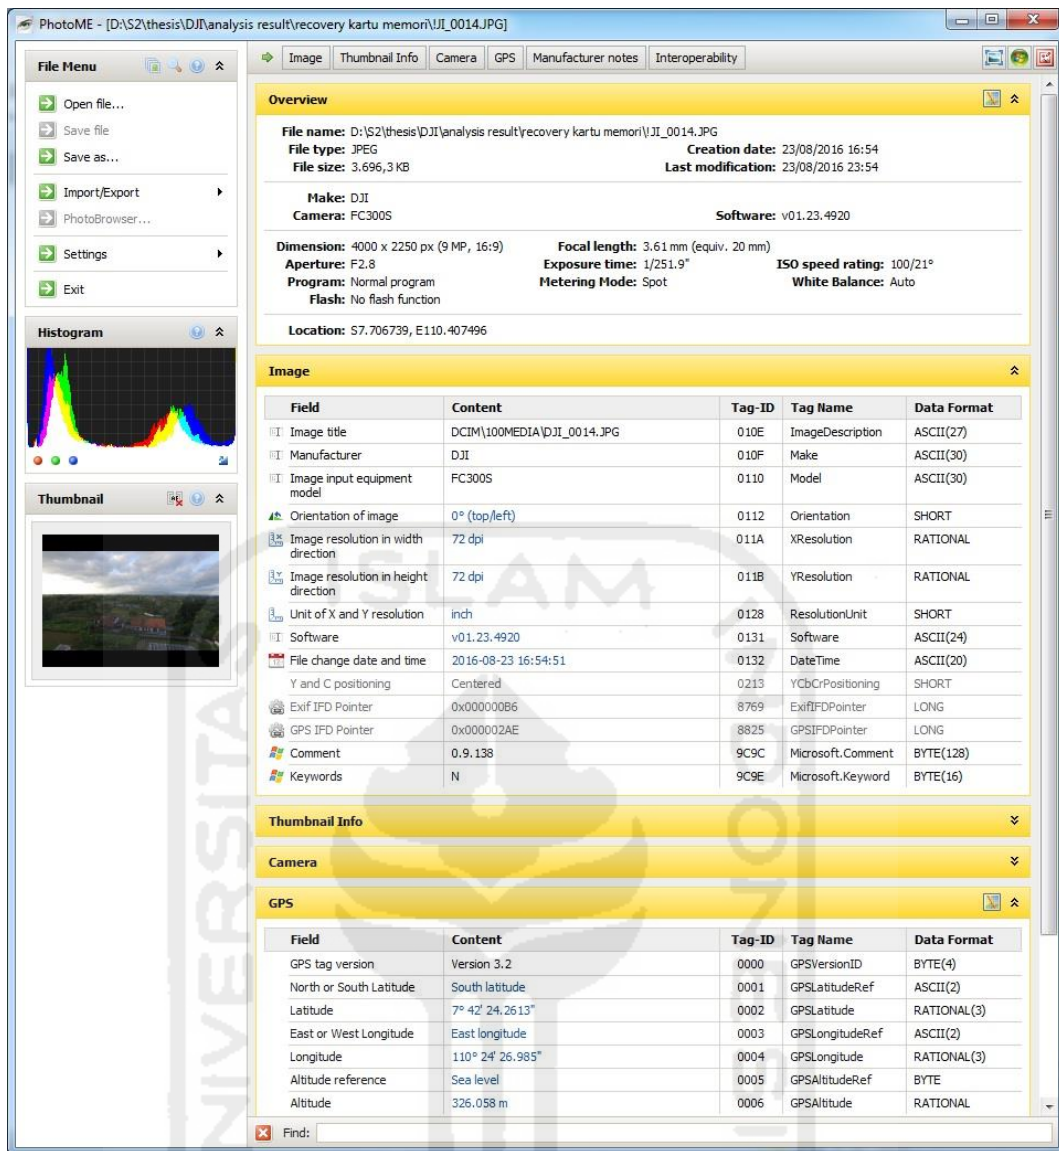 PhotoME - [D:\S2\thesis\DJI\analysis result\recovery kartu memori\!JI_0014.JPG]
File Menu
Open file...
Save file
Save as...
Import/Export
PhotoBrowser...
Settings
Exit
Histogram
Thumbnail
Image Thumbnail Info Camera GPS Manufacturer notes Interoperability
Overview
File name: D:\S2\thesis\DJI\analysis result\recovery kartu memori\!JI_0014.JPG
File type: JPEG Creation date: 23/08/2016 16:54
File size: 3.696,3 KB Last modification: 23/08/2016 23:54
Make: DJI
Camera: FC300S Software: v01.23.4920
Dimension: 4000 x 2250 px (9 MP, 16:9) Focal length: 3.61 mm (equiv. 20 mm)
Aperture: F2.8 Exposure time: 1/251.9" ISO speed rating: 100/21°
Program: Normal program Metering Mode: Spot White Balance: Auto
Flash: No flash function
Location: S7.706739, E110.407496
Image
Field Content Tag-ID Tag Name Data Format
Image title DCIM\100MEDIA\DJI_0014.JPG 010E ImageDescription ASCII(27)
Manufacturer DJI 010F Make ASCII(30)
Image input equipment model FC300S 0110 Model ASCII(30)
Orientation of image 0° (top/left) 0112 Orientation SHORT
Image resolution in width direction 72 dpi 011A XResolution RATIONAL
Image resolution in height direction 72 dpi 011B YResolution RATIONAL
Unit of X and Y resolution inch 0128 ResolutionUnit SHORT
Software v01.23.4920 0131 Software ASCII(24)
File change date and time 2016-08-23 16:54:51 0132 DateTime ASCII(20)
Y and C positioning Centered 0213 YCbCrPositioning SHORT
Exif IFD Pointer 0x000000B6 8769 ExifIFDPointer LONG
GPS IFD Pointer 0x000002AE 8825 GPSIFDPointer LONG
Comment 0.9.138 9C9C Microsoft.Comment BYTE(128)
Keywords N 9C9E Microsoft.Keyword BYTE(16)
Thumbnail Info
Camera
GPS
Field Content Tag-ID Tag Name Data Format
GPS tag version Version 3.2 0000 GPSVersionID BYTE(4)
North or South Latitude South latitude 0001 GPSLatitudeRef ASCII(2)
Latitude 7° 42' 24.2613" 0002 GPSLatitude RATIONAL(3)
East or West Longitude East longitude 0003 GPSLongitudeRef ASCII(2)
Longitude 110° 24' 26.985" 0004 GPSLongitude RATIONAL(3)
Altitude reference Sea level 0005 GPSAltitudeRef BYTE
Altitude 326.058 m 0006 GPSAltitude RATIONAL
Find:
ISLAM